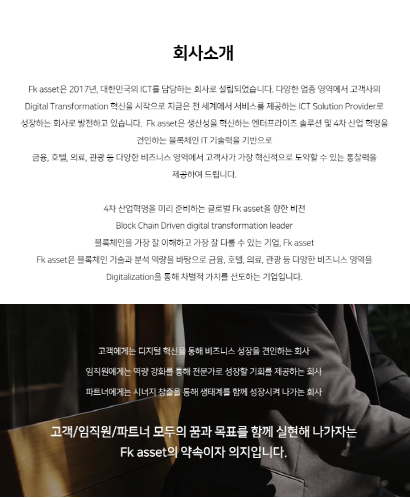 회사소개
Fk asset은 2017년, 대한민국의 ICT를 담당하는 회사로 설립되었습니다. 다양한 업종 영역에서 고객사의
Digital Transformation 혁신을 시작으로 지금은 전 세계에서 서비스를 제공하는 ICT Solution Provider로
성장하는 회사로 발전하고 있습니다. Fk asset은 생산성을 혁신하는 엔터프라이즈 솔루션 및 4차 산업 혁명을
견인하는 블록체인 IT 기술력을 기반으로
금융, 호텔, 의료, 관광 등 다양한 비즈니스 영역에서 고객사가 가장 혁신적으로 도약할 수 있는 통찰력을
제공하여 드립니다.
4차 산업혁명을 미리 준비하는 글로벌 Fk asset을 향한 비전
Block Chain Driven digital transformation leader
블록체인을 가장 잘 이해하고 가장 잘 다룰 수 있는 기업, Fk asset
Fk asset은 블록체인 기술과 분석 역량을 바탕으로 금융, 호텔, 의료, 관광 등 다양한 비즈니스 영역을
Digitalization을 통해 차별적 가치를 선도하는 기업입니다.
고객에게는 디지털 혁신을 통해 비즈니스 성장을 견인하는 회사
임직원에게는 역량 강화를 통해 전문가로 성장할 기회를 제공하는 회사
파트너에게는 시너지 창출을 통해 생태계를 함께 성장시켜 나가는 회사
고객/임직원/파트너 모두의 꿈과 목표를 함께 실현해 나가자는
Fk asset의 약속이자 의지입니다.